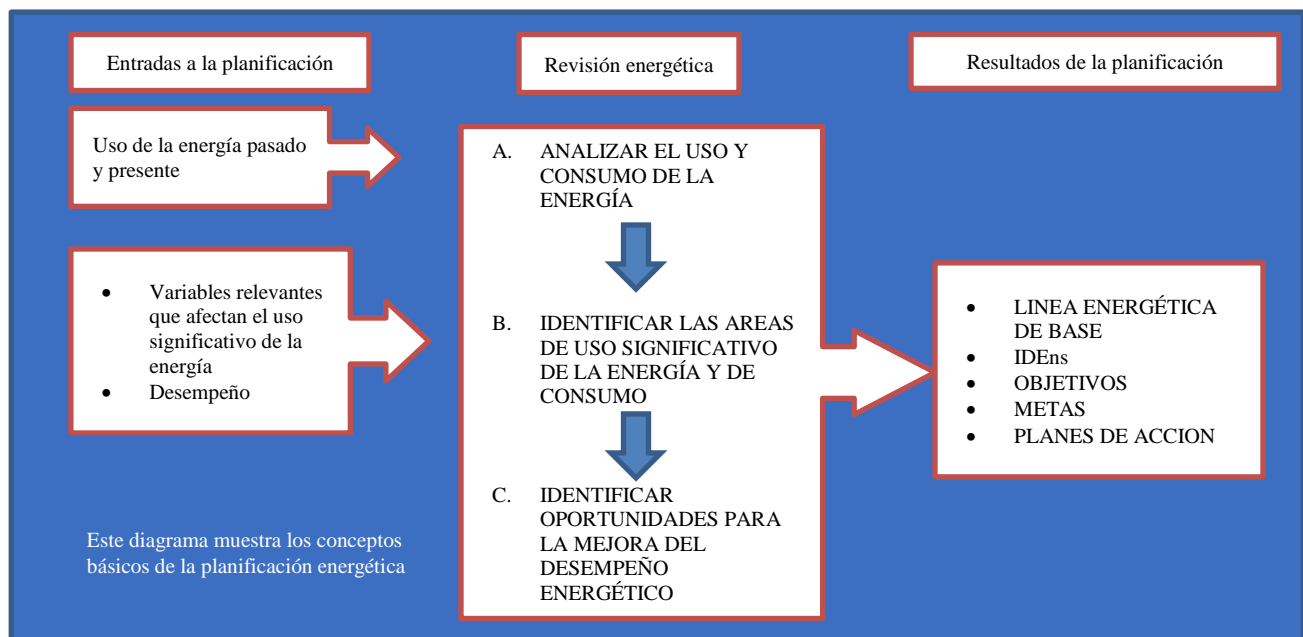 Entradas a la planificación
Revisión energética
Resultados de la planificación
Uso de la energía pasado
y presente
A. ANALIZAR EL USO Y
CONSUMO DE LA
ENERGÍA
• Variables relevantes
que afectan el uso
significativo de la
energía
• Desempeño
B. IDENTIFICAR LAS AREAS
DE USO SIGNIFICATIVO
DE LA ENERGÍA Y DE
CONSUMO
C. IDENTIFICAR
OPORTUNIDADES PARA
LA MEJORA DEL
DESEMPEÑO
ENERGÉTICO
• LINEA ENERGÉTICA
DE BASE
• IDEns
• OBJETIVOS
• METAS
• PLANES DE ACCION
Este diagrama muestra los conceptos
básicos de la planificación energética